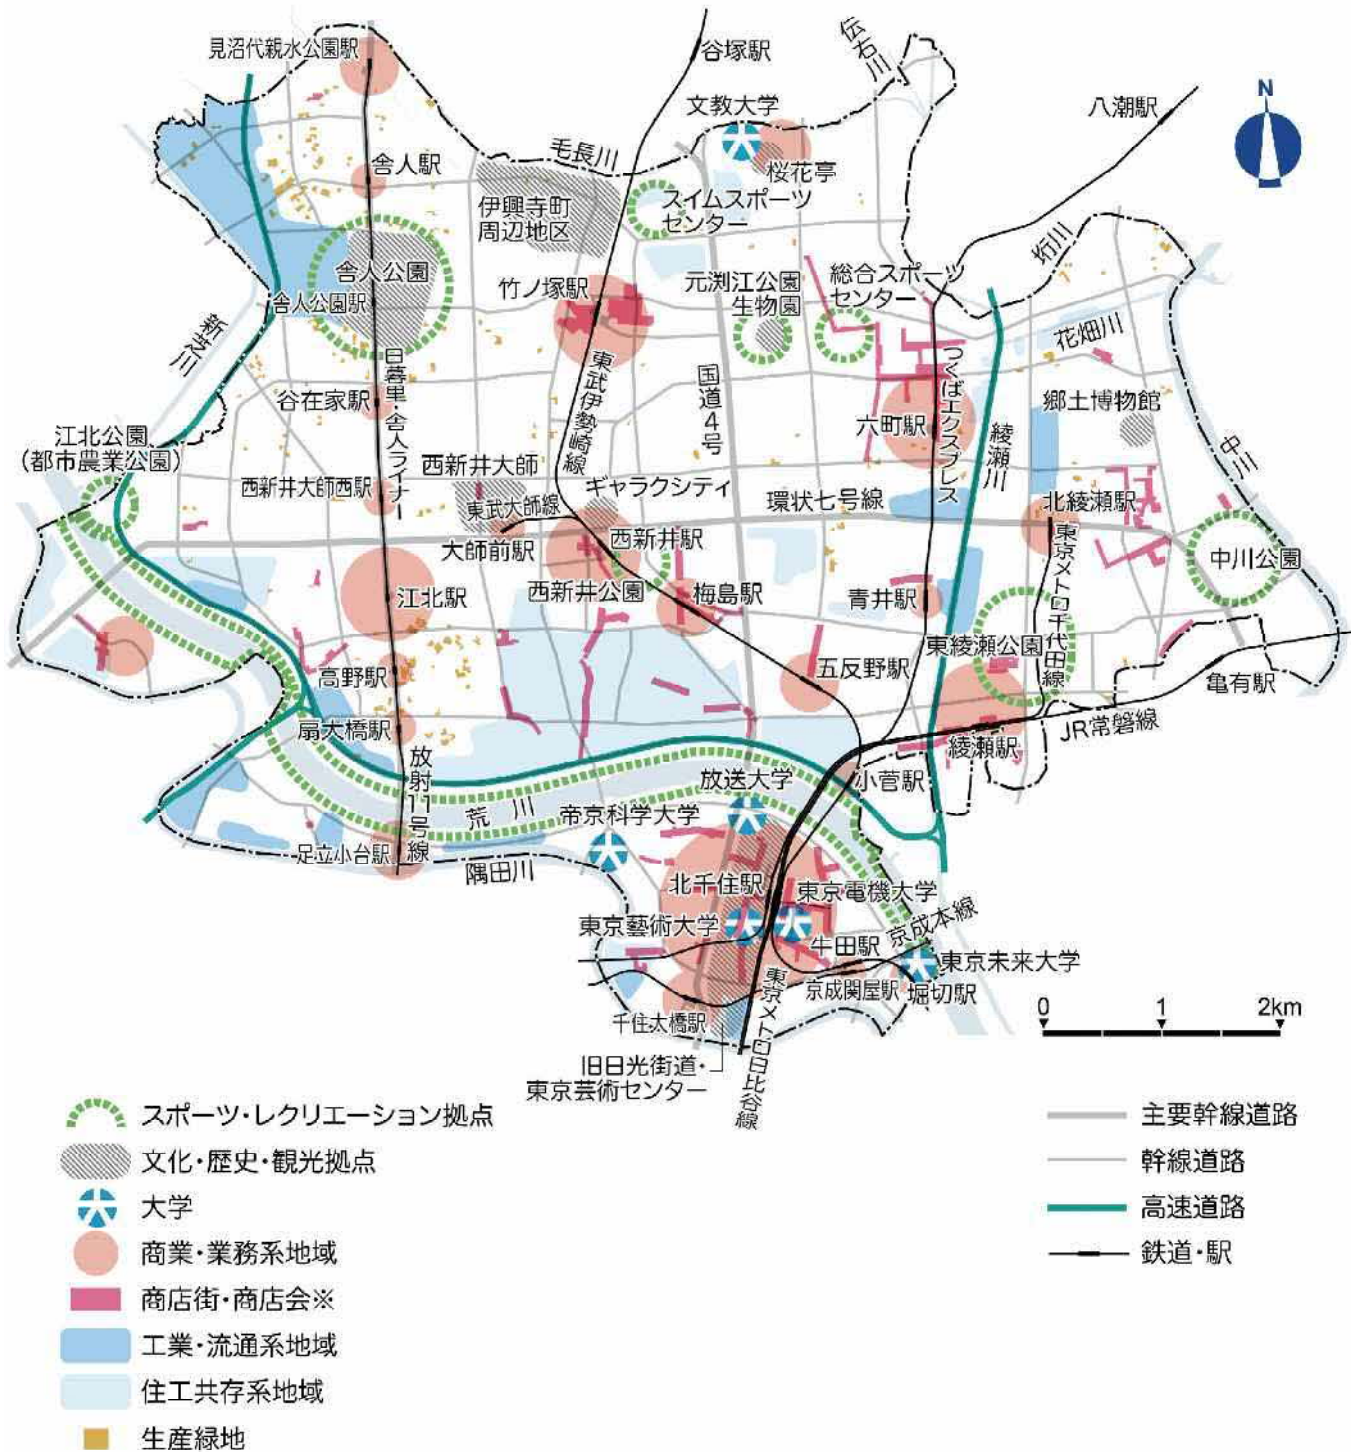 見沼代親水公園駅
谷塚駅
伝右川
文教大学
八潮駅
N
毛長川
桜花亭
舎人駅
伊興寺町
周辺地区
スイムスポーツ
センター
桁川
舎人公園
舎人公園駅
竹ノ塚駅
元渕江公園
生物園
総合スポーツ
センター
新芝川
花畑川
日暮里・舎人ライナー
東武伊勢崎線
国道4号
つくばエクスプレス
綾瀬川
谷在家駅
六町駅
郷土博物館
中川
江北公園
(都市農業公園)
西新井大師
西新井大師西駅
東武大師線
ギャラクシティ
環状七号線
北綾瀬駅
大師前駅
西新井駅
東京メトロ千代田線
中川公園
江北駅
西新井公園
梅島駅
青井駅
東綾瀬公園
高野駅
五反野駅
亀有駅
扇大橋駅
JR常磐線
綾瀬駅
放射11号線
荒川
放送大学
小菅駅
帝京科学大学
足立小台駅
隅田川
北千住駅
東京電機大学
東京藝術大学
牛田駅
京成本線
東京未来大学
京成関屋駅
堀切駅
千住大橋駅
東京メトロ日比谷線
旧日光街道・
東京芸術センター
0 1 2km
スポーツ・レクリエーション拠点
文化・歴史・観光拠点
大学
商業・業務系地域
商店街・商店会※
工業・流通系地域
住工共存系地域
生産緑地
主要幹線道路
幹線道路
高速道路
鉄道・駅